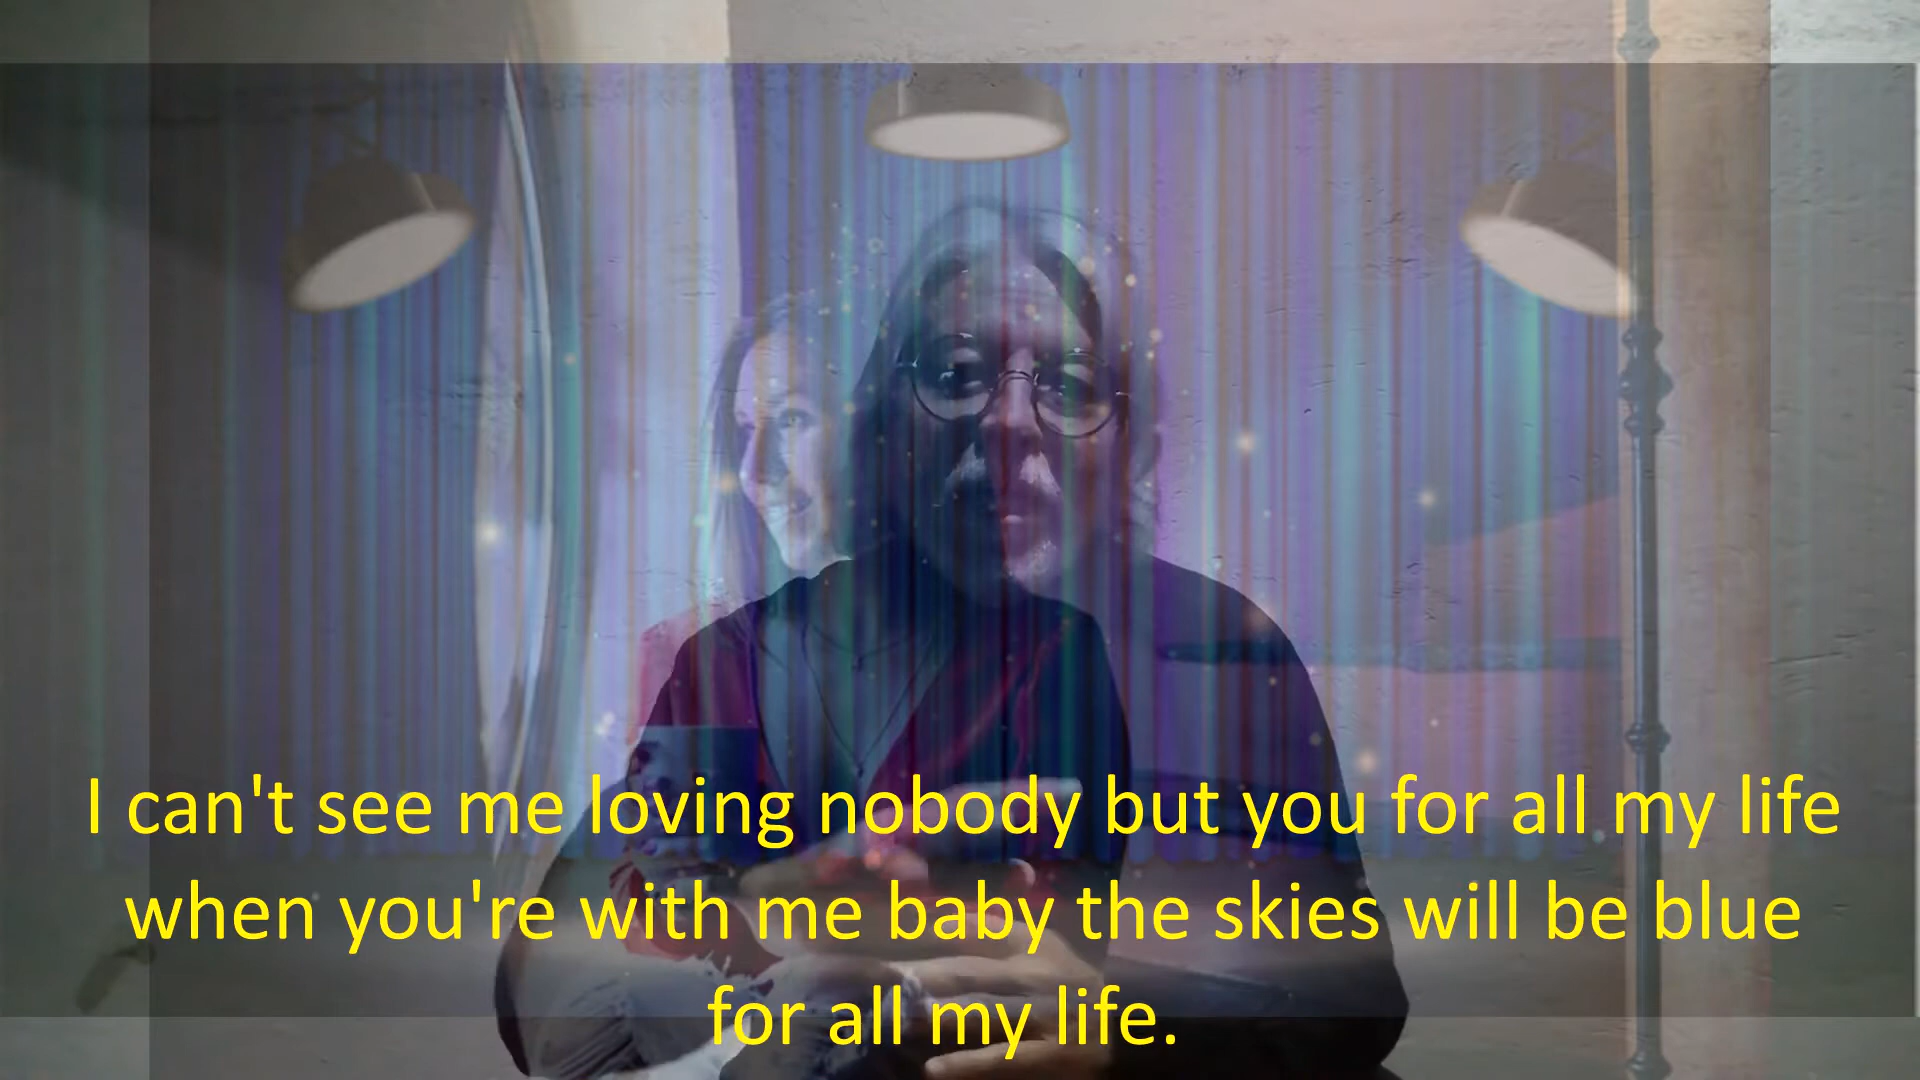 I can't see me loving nobody but you for all my life
when you're with me baby the skies will be blue
for all my life.